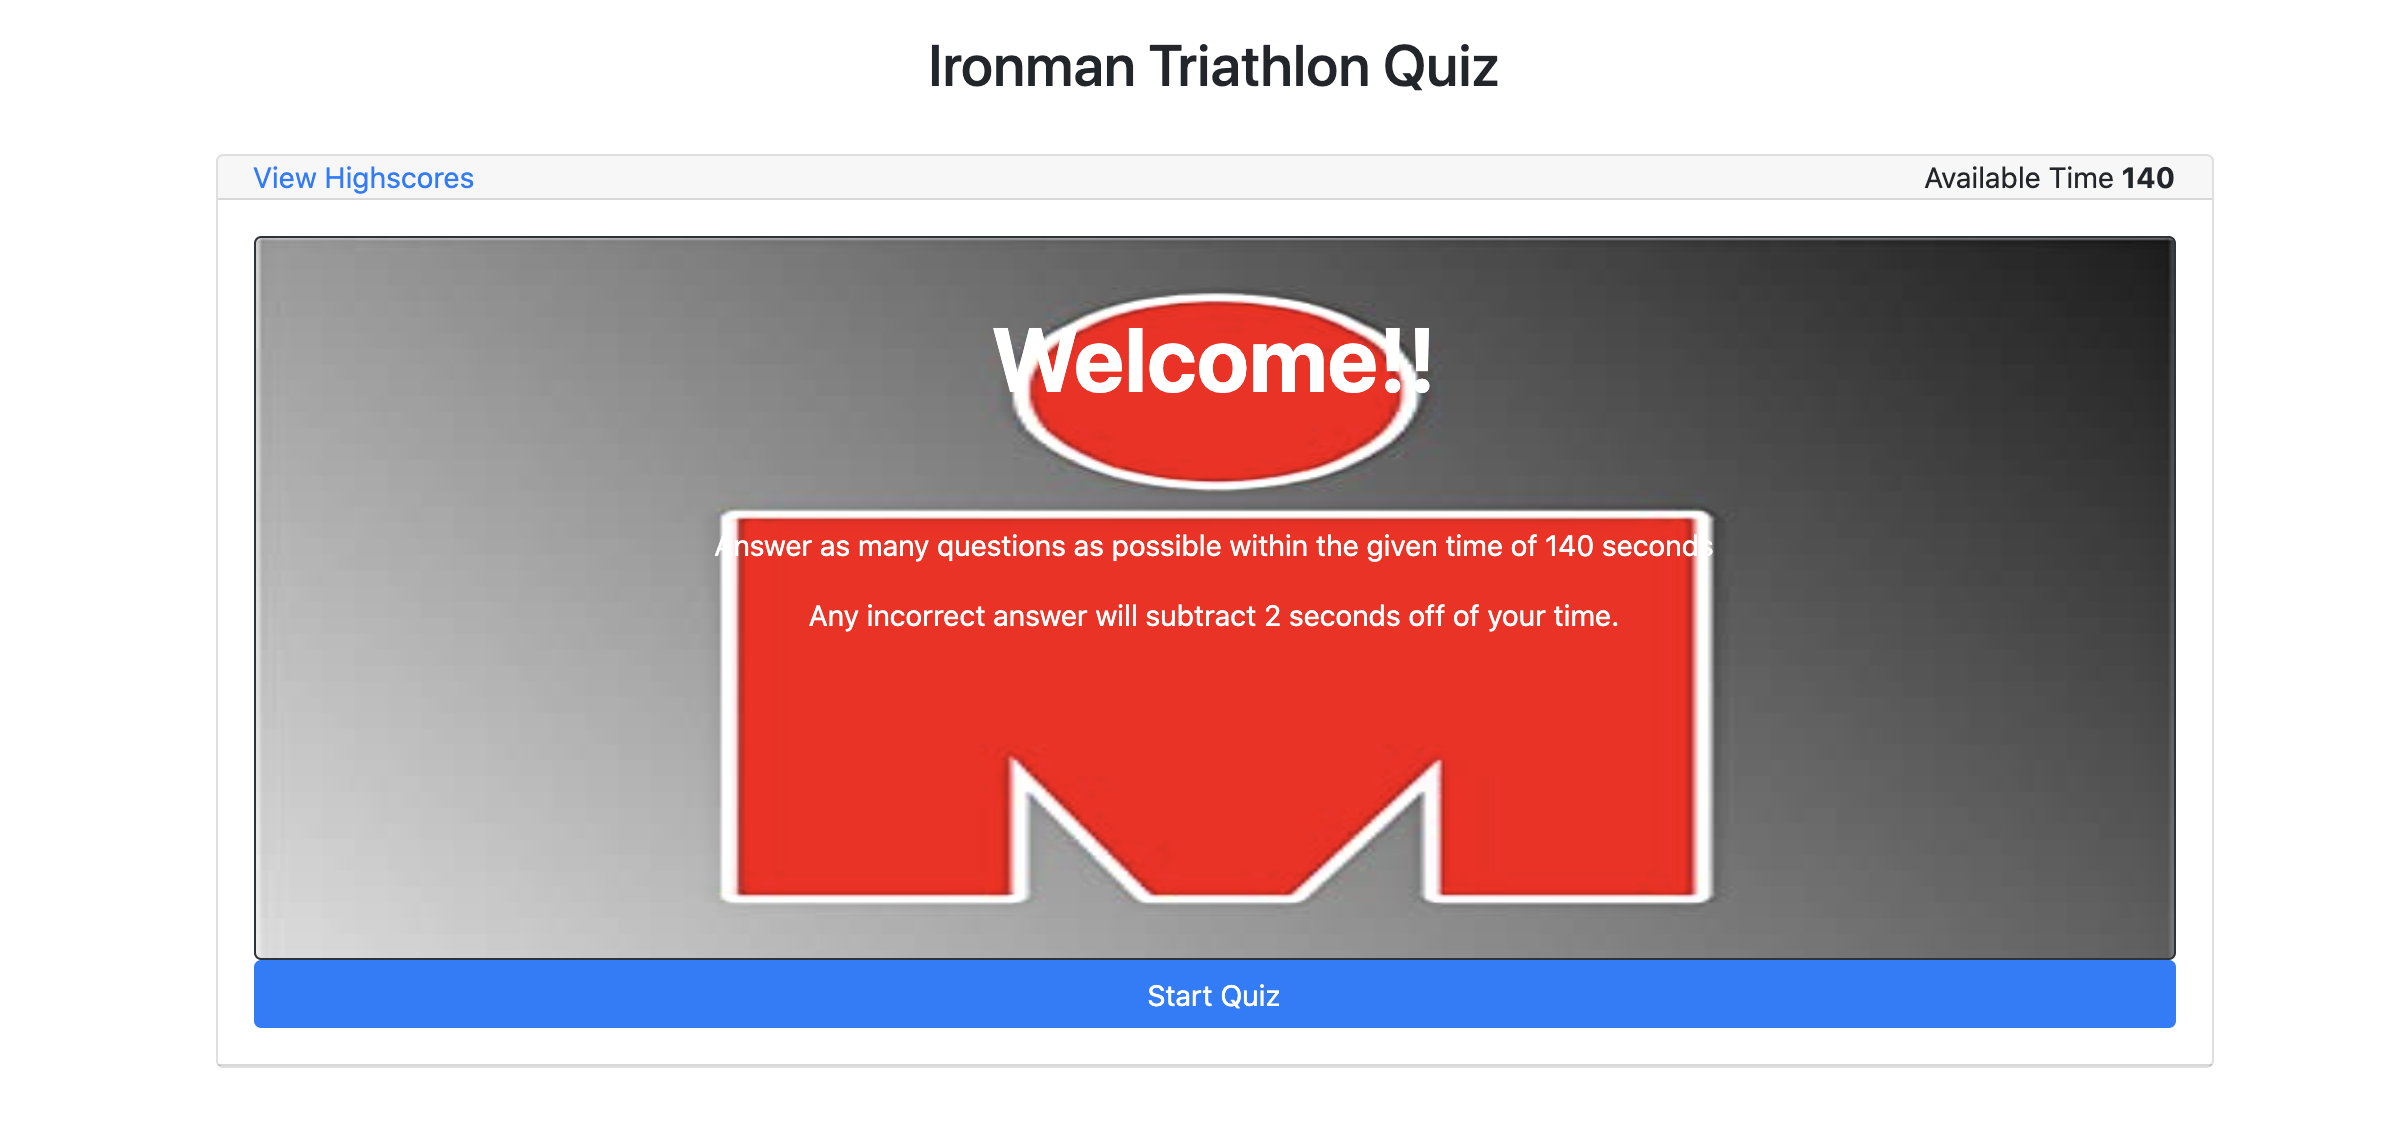 Ironman Triathlon Quiz
View Highscores
Available Time 140
Welcome!!
Answer as many questions as possible within the given time of 140 seconds
Any incorrect answer will subtract 2 seconds off of your time.
Start Quiz